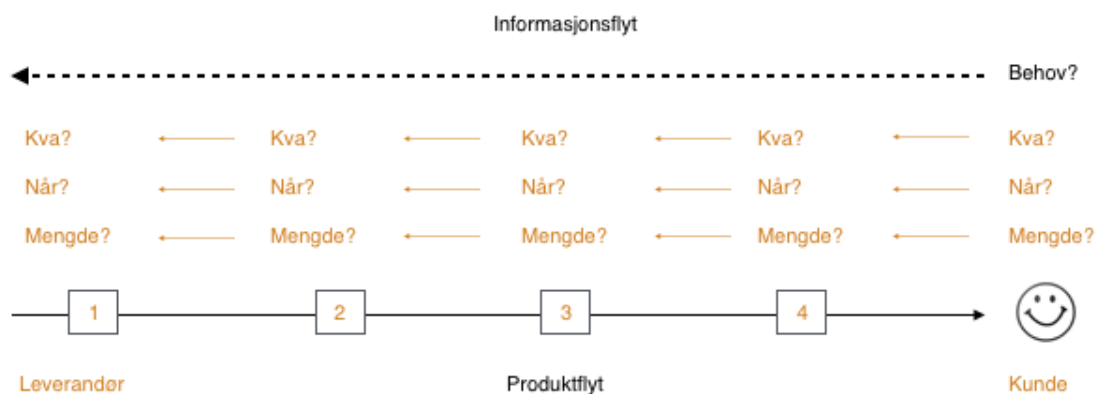 Informasjonsflyt
Behov?
Kva? Kva? Kva? Kva? Kva?
Når? Når? Når? Når? Når?
Mengde? Mengde? Mengde? Mengde? Mengde?
1 2 3 4
Leverandør Produktflyt Kunde